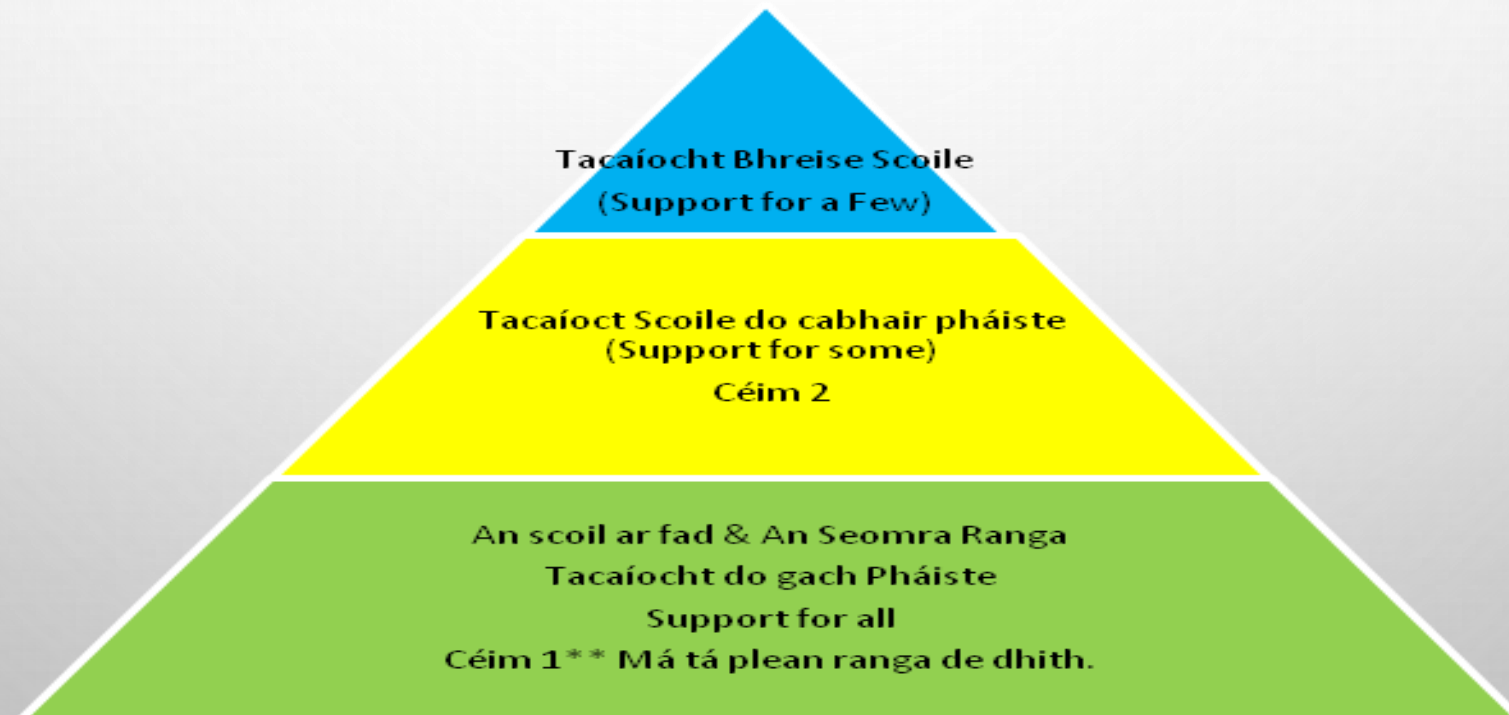 Tacaíocht Bhreise Scoile
(Support for a Few)
Tacaíoct Scoile do cabhair pháiste
(Support for some)
Céim 2
An scoil ar fad & An Seomra Ranga
Tacaíocht do gach Pháiste
Support for all
Céim 1** Má tá plean ranga de dhith.